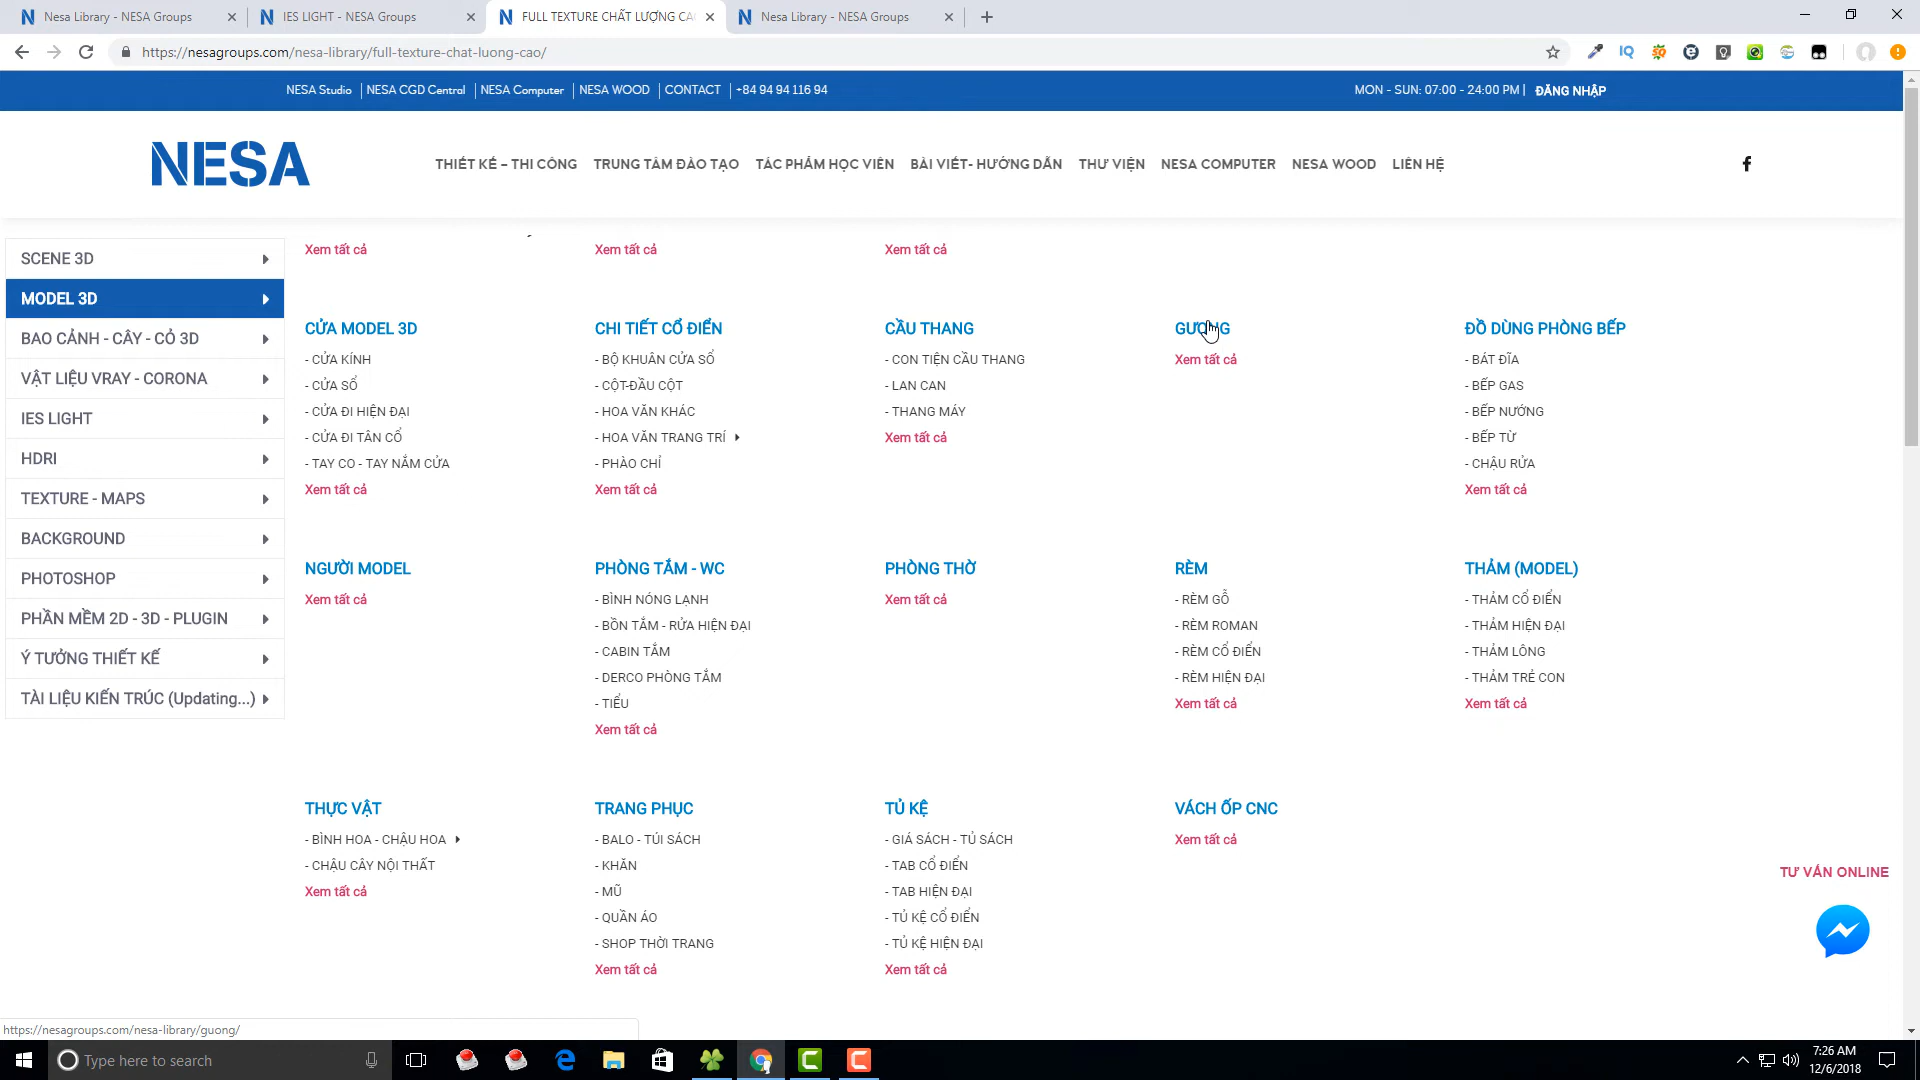 Nesa Library - NESA Groups
IES LIGHT - NESA Groups
FULL TEXTURE CHẤT LƯỢNG CA
Nesa Library - NESA Groups
https://nesagroups.com/nesa-library/full-texture-chat-luong-cao/
NESA Studio | NESA CGD Central | NESA Computer | NESA WOOD | CONTACT | +84 94 94 116 94
MON - SUN: 07:00 - 24:00 PM | ĐĂNG NHẬP
NESA
THIẾT KẾ – THI CÔNG TRUNG TÂM ĐÀO TẠO TÁC PHẨM HỌC VIÊN BÀI VIẾT- HƯỚNG DẪN THƯ VIỆN NESA COMPUTER NESA WOOD LIÊN HỆ
SCENE 3D
MODEL 3D
BAO CẢNH - CÂY - CỎ 3D
VẬT LIỆU VRAY - CORONA
IES LIGHT
HDRI
TEXTURE - MAPS
BACKGROUND
PHOTOSHOP
PHẦN MỀM 2D - 3D - PLUGIN
Ý TƯỞNG THIẾT KẾ
TÀI LIỆU KIẾN TRÚC (Updating...)
Xem tất cả
Xem tất cả
Xem tất cả
CỬA MODEL 3D
- CỬA KÍNH
- CỬA SỔ
- CỬA ĐI HIỆN ĐẠI
- CỬA ĐI TÂN CỔ
- TAY CO - TAY NẮM CỬA
Xem tất cả
CHI TIẾT CỔ ĐIỂN
- BỘ KHUÂN CỬA SỔ
- CỘT-ĐẦU CỘT
- HOA VĂN KHÁC
- HOA VĂN TRANG TRÍ
- PHÀO CHỈ
Xem tất cả
CẦU THANG
- CON TIỆN CẦU THANG
- LAN CAN
- THANG MÁY
Xem tất cả
GƯƠNG
Xem tất cả
ĐỒ DÙNG PHÒNG BẾP
- BÁT ĐĨA
- BẾP GAS
- BẾP NƯỚNG
- BẾP TỪ
- CHẬU RỬA
Xem tất cả
NGƯỜI MODEL
Xem tất cả
PHÒNG TẮM - WC
- BÌNH NÓNG LẠNH
- BỒN TẮM - RỬA HIỆN ĐẠI
- CABIN TẮM
- DERCO PHÒNG TẮM
- TIỂU
Xem tất cả
PHÒNG THỜ
Xem tất cả
RÈM
- RÈM GỖ
- RÈM ROMAN
- RÈM CỔ ĐIỂN
- RÈM HIỆN ĐẠI
Xem tất cả
THẢM (MODEL)
- THẢM CỔ ĐIỂN
- THẢM HIỆN ĐẠI
- THẢM LÔNG
- THẢM TRẺ CON
Xem tất cả
THỰC VẬT
- BÌNH HOA - CHẬU HOA
- CHẬU CÂY NỘI THẤT
Xem tất cả
TRANG PHỤC
- BALO - TÚI SÁCH
- KHĂN
- MŨ
- QUẦN ÁO
- SHOP THỜI TRANG
Xem tất cả
TỦ KỆ
- GIÁ SÁCH - TỦ SÁCH
- TAB CỔ ĐIỂN
- TAB HIỆN ĐẠI
- TỦ KỆ CỔ ĐIỂN
- TỦ KỆ HIỆN ĐẠI
Xem tất cả
VÁCH ỐP CNC
Xem tất cả
TƯ VẤN ONLINE
https://nesagroups.com/nesa-library/guong/
Type here to search
7:26 AM
12/6/2018